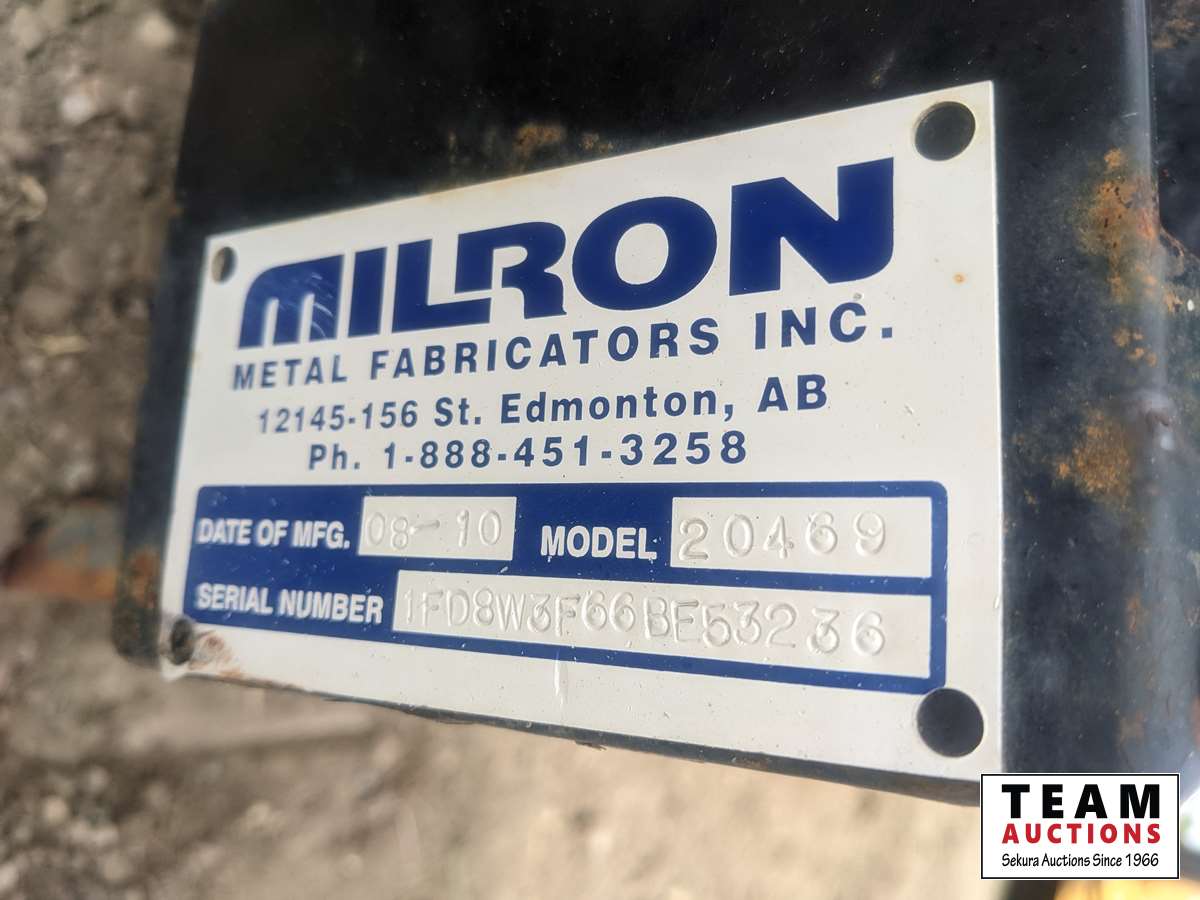 MILRON
METAL FABRICATORS INC.
12145-156 St. Edmonton, AB
Ph. 1-888-451-3258
DATE OF MFG. 08-10 MODEL 20469
SERIAL NUMBER 1FD8W3F66BE53236
TEAM
AUCTIONS
Sekura Auctions Since 1966